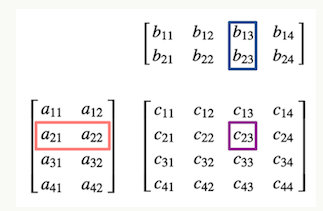 b11 b12 b13 b14
b21 b22 b23 b24
a11 a12 c11 c12 c13 c14
a21 a22 c21 c22 c23 c24
a31 a32 c31 c32 c33 c34
a41 a42 c41 c42 c43 c44